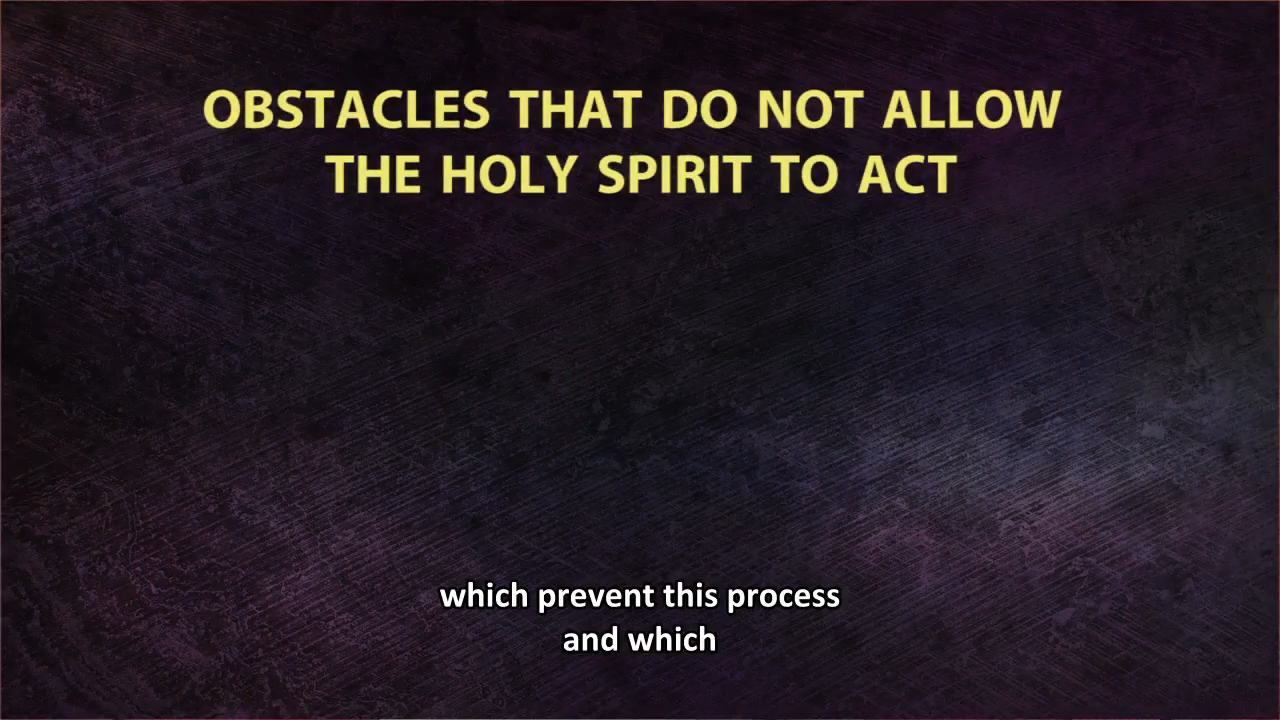 OBSTACLES THAT DO NOT ALLOW
THE HOLY SPIRIT TO ACT
which prevent this process
and which